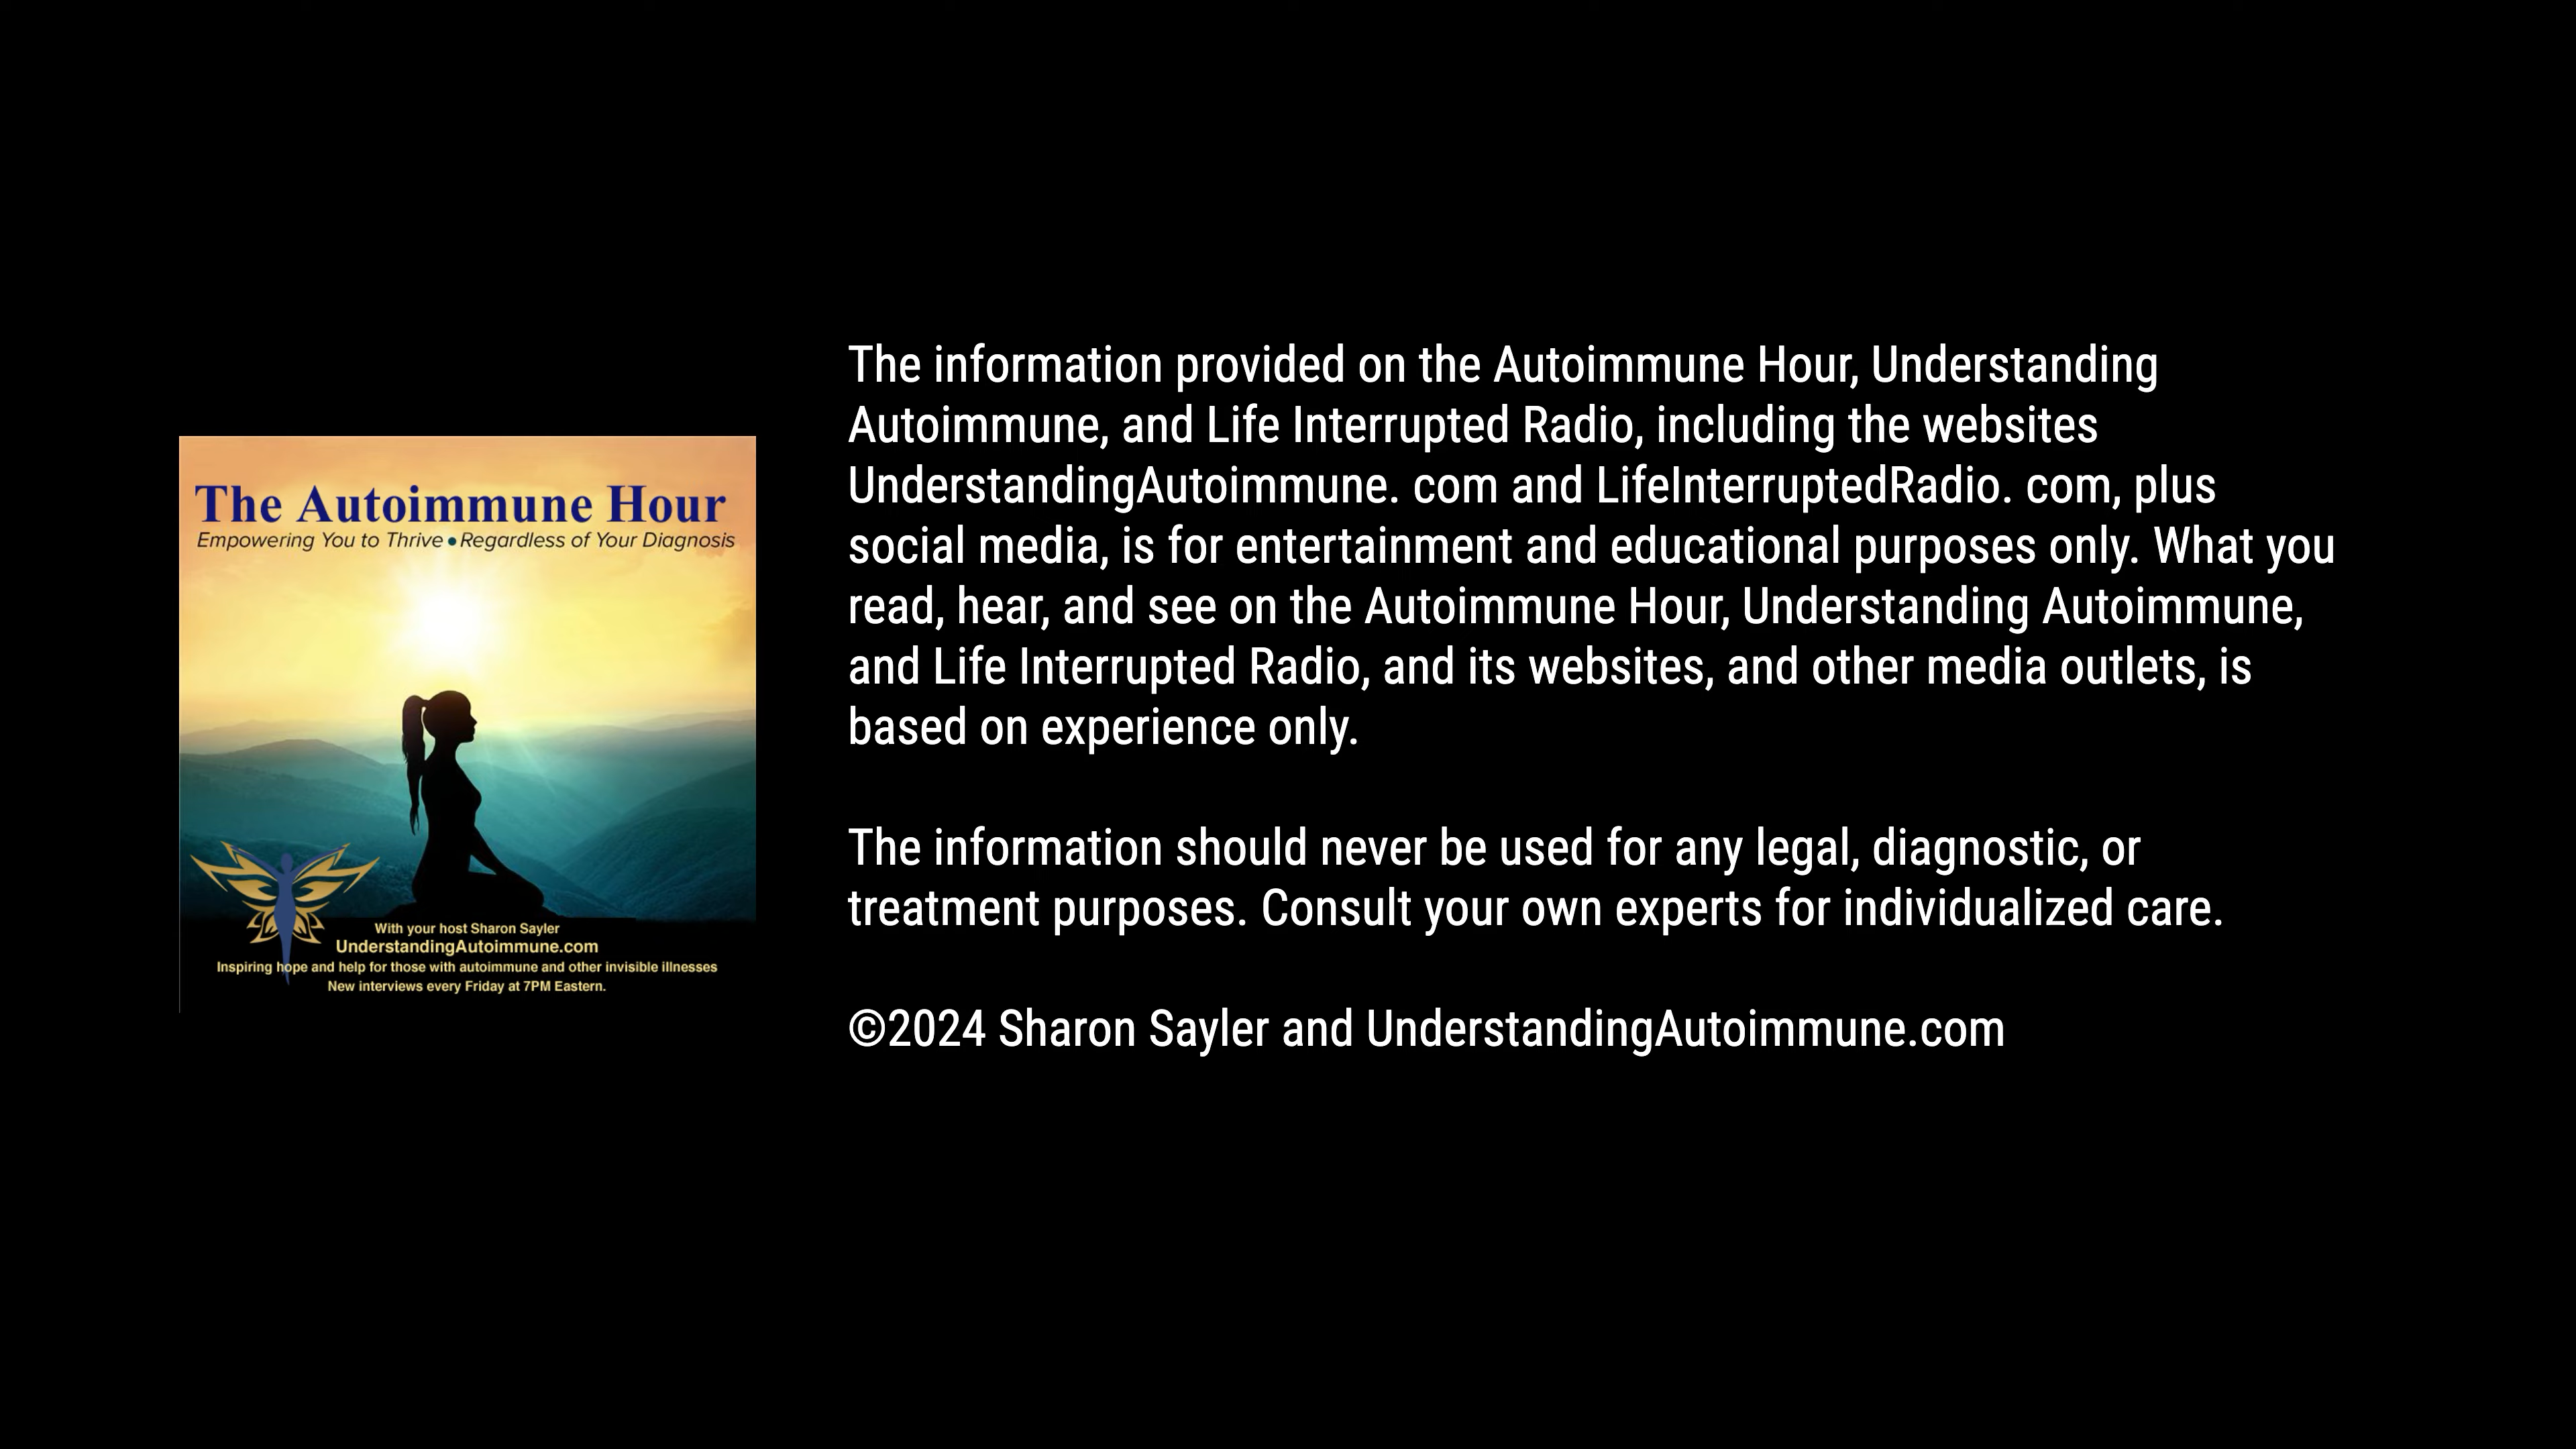 The Autoimmune Hour
Empowering You to Thrive • Regardless of Your Diagnosis
With your host Sharon Sayler
UnderstandingAutoimmune.com
Inspiring hope and help for those with autoimmune and other invisible illnesses
New interviews every Friday at 7PM Eastern.
The information provided on the Autoimmune Hour, Understanding
Autoimmune, and Life Interrupted Radio, including the websites
UnderstandingAutoimmune. com and LifeInterruptedRadio. com, plus
social media, is for entertainment and educational purposes only. What you
read, hear, and see on the Autoimmune Hour, Understanding Autoimmune,
and Life Interrupted Radio, and its websites, and other media outlets, is
based on experience only.
The information should never be used for any legal, diagnostic, or
treatment purposes. Consult your own experts for individualized care.
©2024 Sharon Sayler and UnderstandingAutoimmune.com